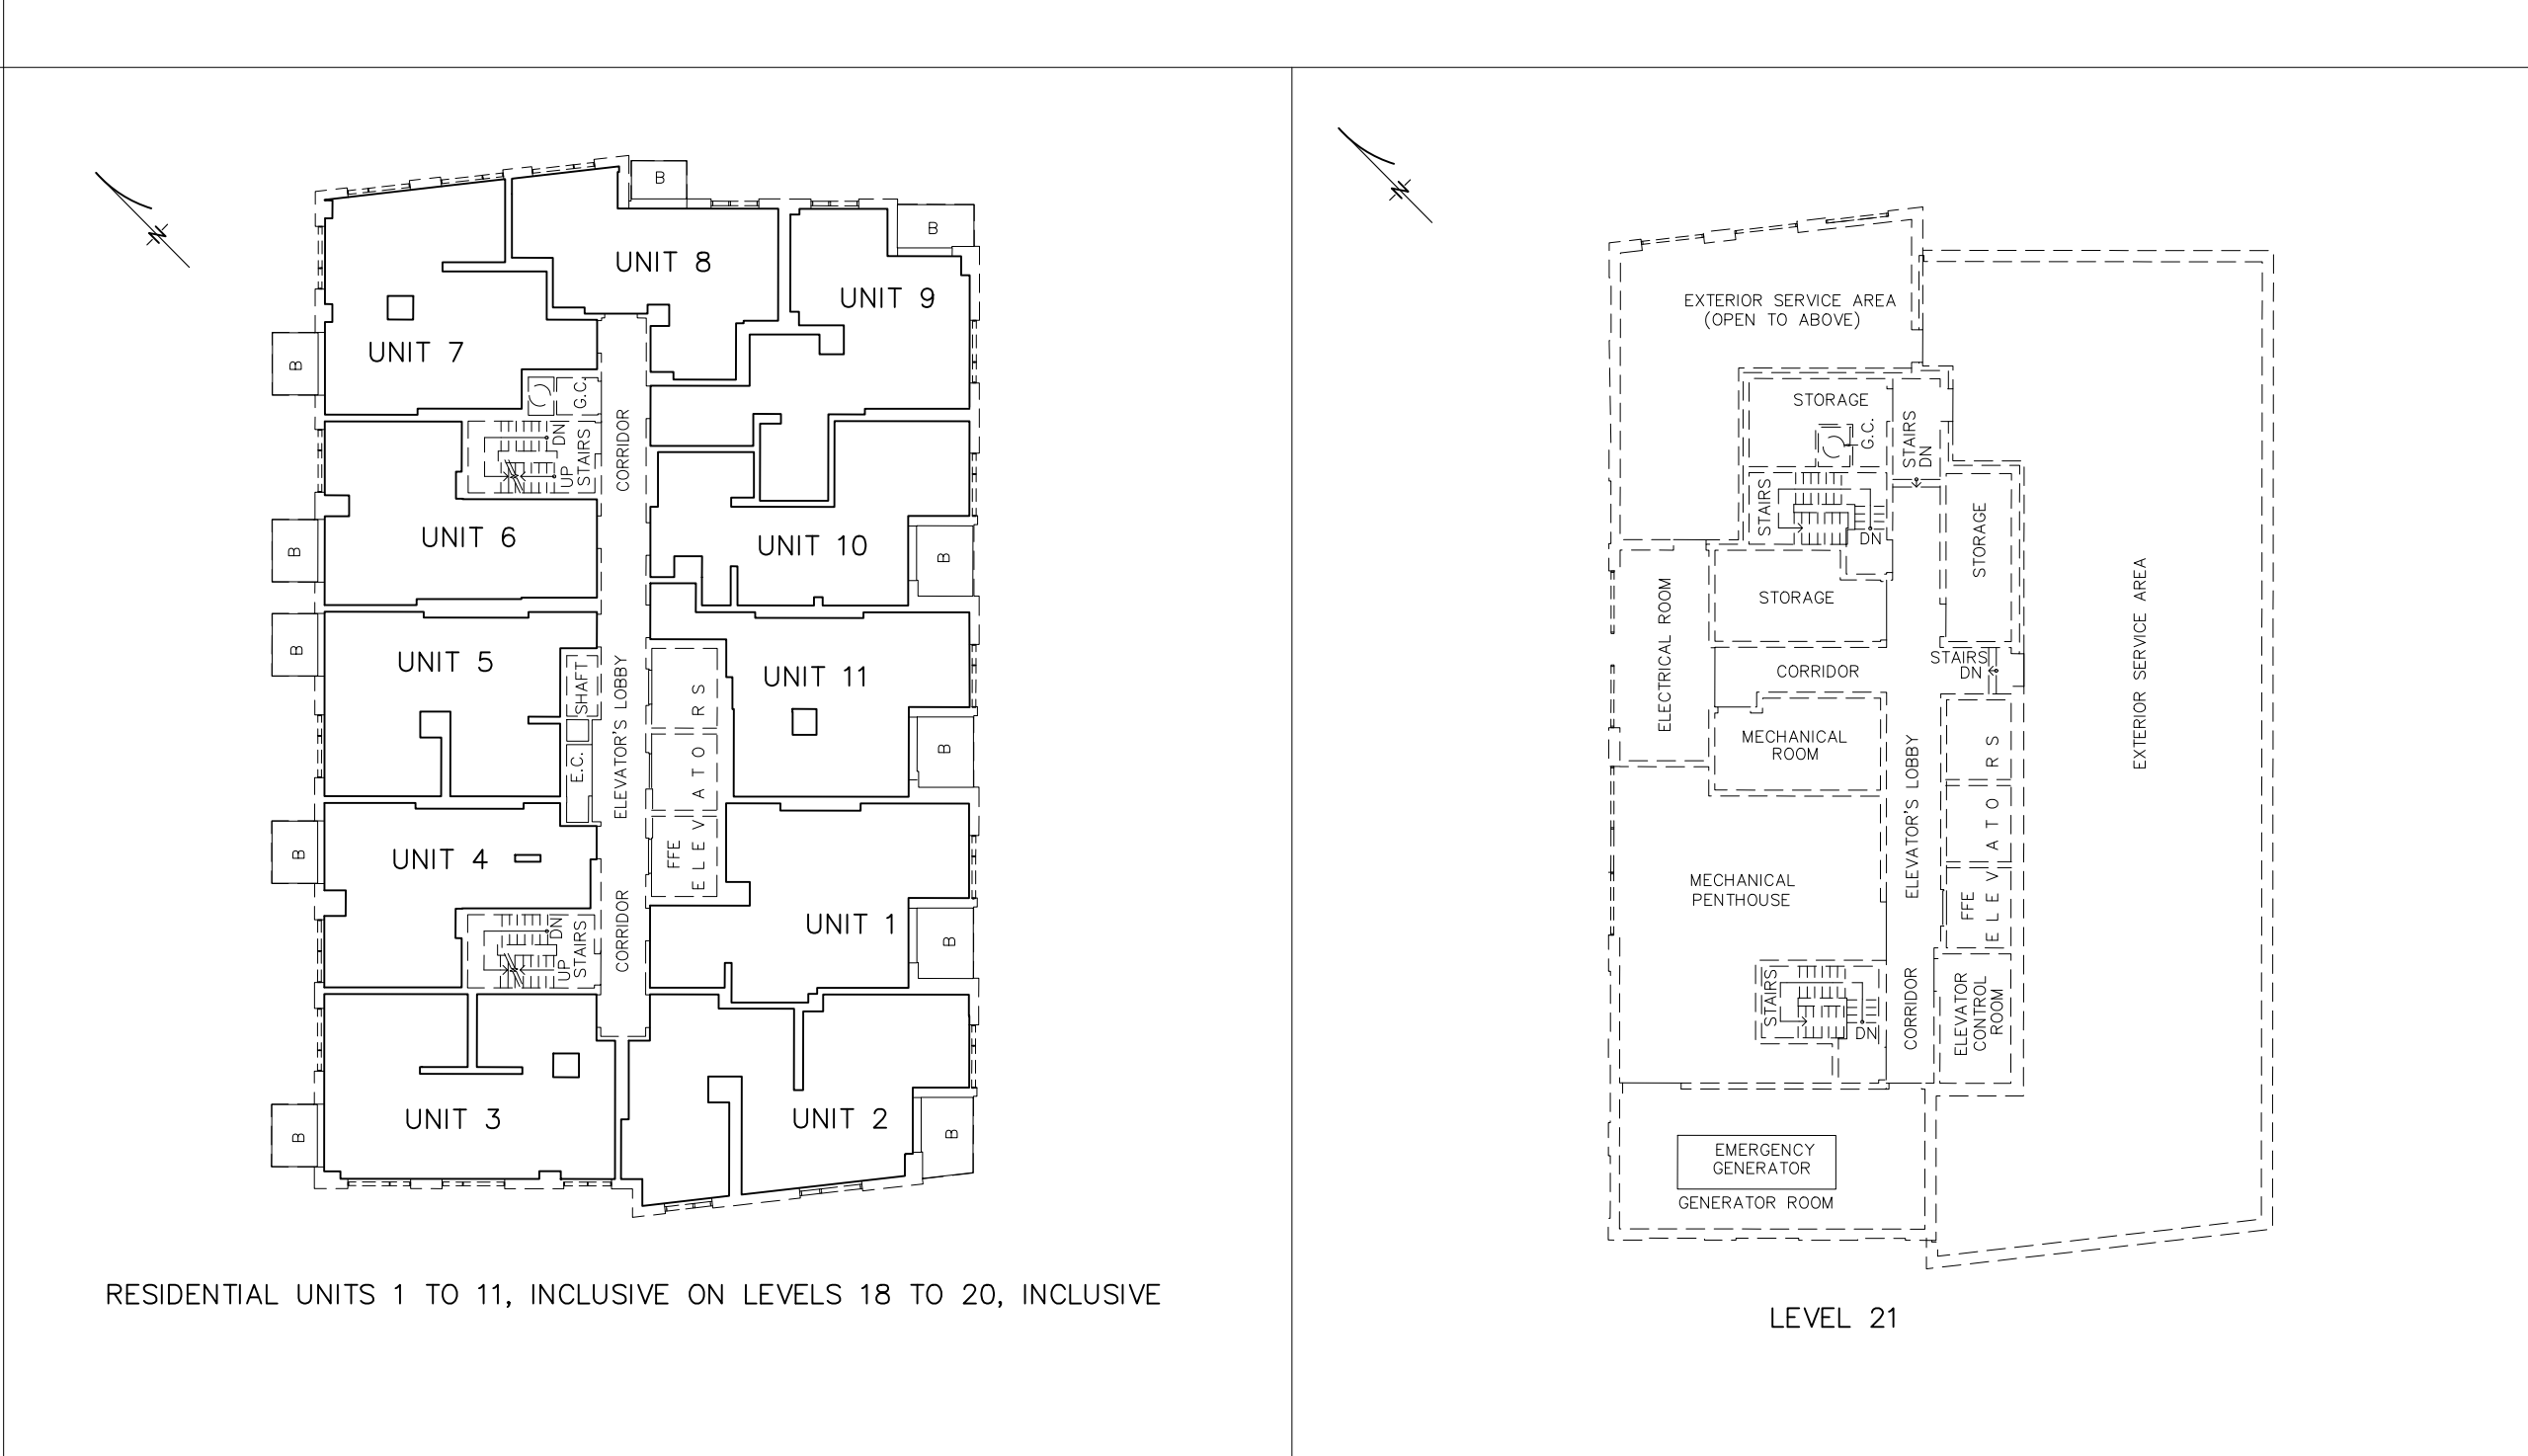 N
B
B
UNIT 8
UNIT 9
UNIT 7
B
G.C.
CORRIDOR
DN
UP
STAIRS
UNIT 6
B
UNIT 10
B
B
UNIT 5
SHAFT
ELEVATOR'S LOBBY
UNIT 11
B
E.C.
ELEVATORS
FFE
B
UNIT 4
UNIT 1
B
DN
UP
STAIRS
CORRIDOR
B
UNIT 3
UNIT 2
B
RESIDENTIAL UNITS 1 TO 11, INCLUSIVE ON LEVELS 18 TO 20, INCLUSIVE
N
EXTERIOR SERVICE AREA
(OPEN TO ABOVE)
STORAGE
G.C.
STAIRS
DN
STAIRS
DN
STORAGE
STORAGE
ELECTRICAL ROOM
CORRIDOR
STAIRS
DN
EXTERIOR SERVICE AREA
MECHANICAL
ROOM
ELEVATOR'S LOBBY
ELEVATORS
FFE
MECHANICAL
PENTHOUSE
STAIRS
DN
CORRIDOR
ELEVATOR
CONTROL
ROOM
EMERGENCY
GENERATOR
GENERATOR ROOM
LEVEL 21